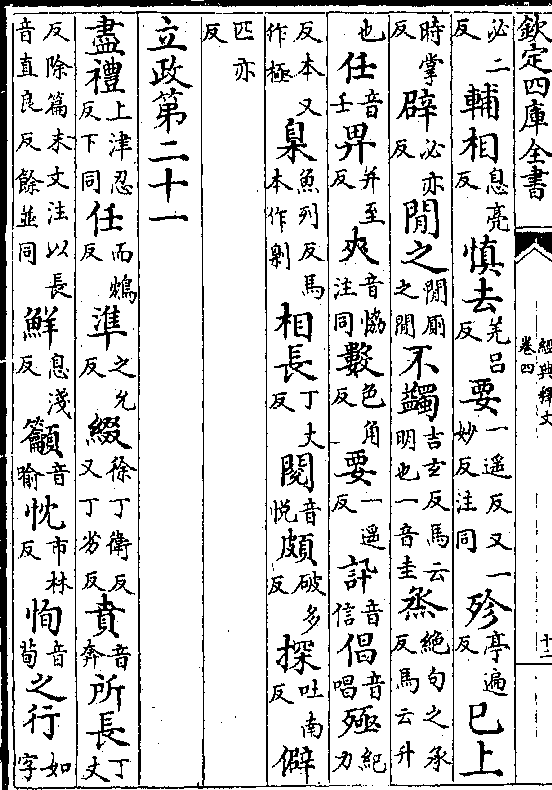 欽定四庫全書
經典釋文
卷四
十二
必二反輔相息亮反慎去羌呂反要一遥反又一妙反注同殄亭遍反已上
時掌反辟必亦反閒之閒厠之閒不蠲吉玄反馬云明也一音圭烝絶句之承反馬云升
也任音壬畀并至反夾音協注同數色角反要一遥反訊音信倡音唱殛紀力
反本又作極臬魚列反馬本作剿相長丁丈反閱音悦頗破多反探吐南反僻
匹亦反
立政第二十一
盡禮上津忍反下同任而鴆反準之允反綴徐丁衛反又丁劣反賁音奔所長丁丈
反除篇末文注以長音直良反餘並同鮮息淺反籲音喻忱市林反恂音荀之行如字